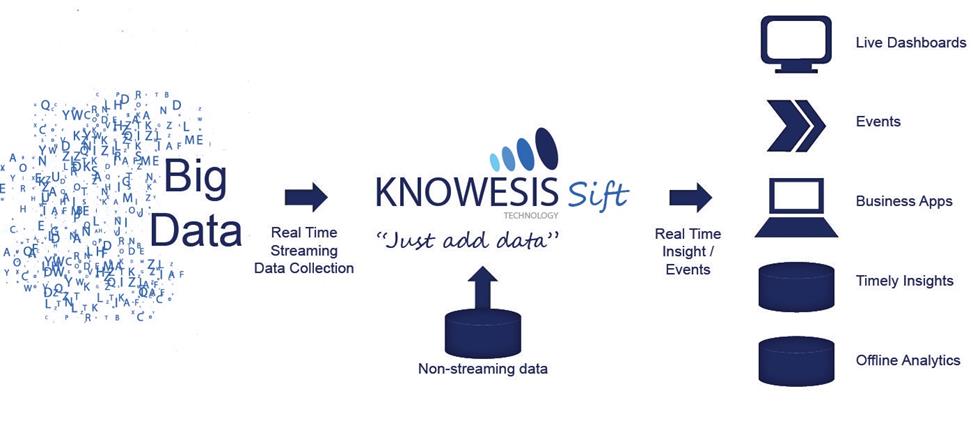 Big
Data
Real Time
Streaming
Data Collection
KNOWESIS Sift
TECHNOLOGY
“Just add data”
Non-streaming data
Real Time
Insight /
Events
Live Dashboards
Events
Business Apps
Timely Insights
Offline Analytics